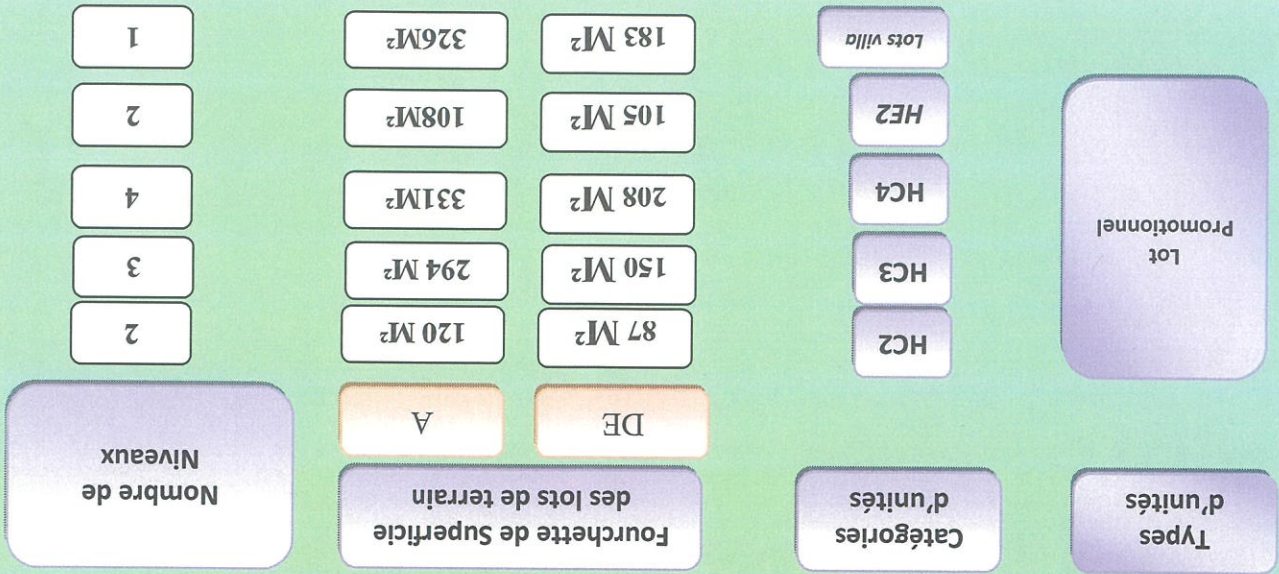 Types
d'unités
Catégories
d'unités
Fourchette de Superficie
des lots de terrain
Nombre de
Niveaux
DE
A
Lot
Promotionnel
HC2
87 M²
120 M²
2
HC3
150 M²
294 M²
3
HC4
208 M²
331M²
4
HE2
105 M²
108M²
2
Lots villa
183 M²
326M²
1